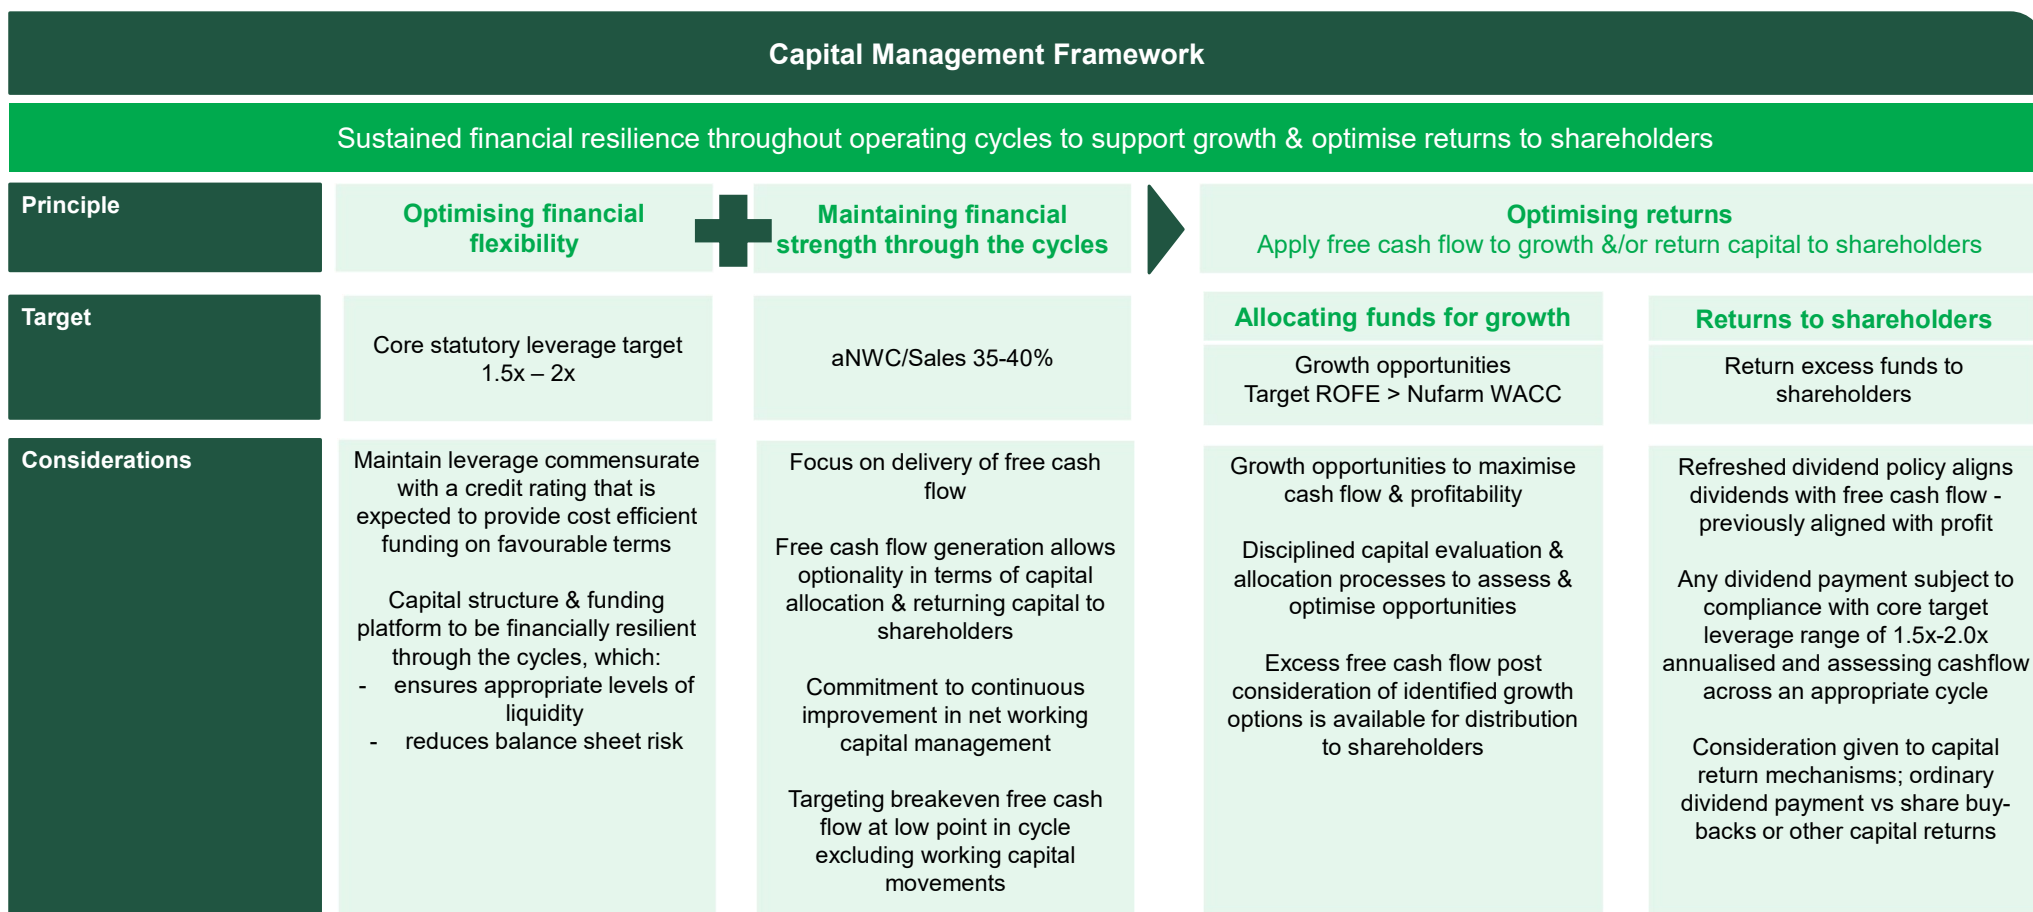 Capital Management Framework
Sustained financial resilience throughout operating cycles to support growth & optimise returns to shareholders
Principle
Optimising financial
flexibility
Maintaining financial
strength through the cycles
Optimising returns
Apply free cash flow to growth &/or return capital to shareholders
Target
Core statutory leverage target
1.5x – 2x
aNWC/Sales 35-40%
Allocating funds for growth
Growth opportunities
Target ROFE > Nufarm WACC
Returns to shareholders
Return excess funds to
shareholders
Considerations
Maintain leverage commensurate
with a credit rating that is
expected to provide cost efficient
funding on favourable terms
Capital structure & funding
platform to be financially resilient
through the cycles, which:
- ensures appropriate levels of
liquidity
- reduces balance sheet risk
Focus on delivery of free cash
flow
Free cash flow generation allows
optionality in terms of capital
allocation & returning capital to
shareholders
Commitment to continuous
improvement in net working
capital management
Targeting breakeven free cash
flow at low point in cycle
excluding working capital
movements
Growth opportunities to maximise
cash flow & profitability
Disciplined capital evaluation &
allocation processes to assess &
optimise opportunities
Excess free cash flow post
consideration of identified growth
options is available for distribution
to shareholders
Refreshed dividend policy aligns
dividends with free cash flow -
previously aligned with profit
Any dividend payment subject to
compliance with core target
leverage range of 1.5x-2.0x
annualised and assessing cashflow
across an appropriate cycle
Consideration given to capital
return mechanisms; ordinary
dividend payment vs share buy-
backs or other capital returns